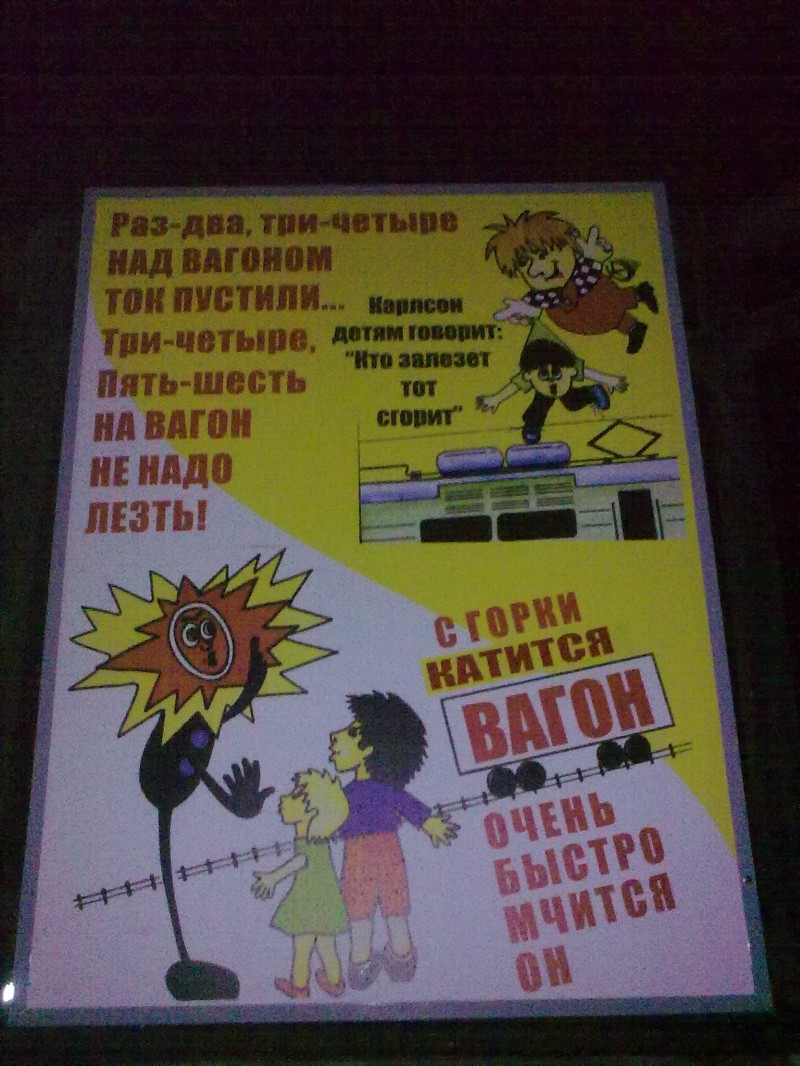 Раз-два, три-четыре
НАД ВАГОНОМ
ТОК ПУСТИЛИ...
Три-четыре,
Пять-шесть
НА ВАГОН
НЕ НАДО
ЛЕЗТЬ!
Карлсон
детям говорит:
"Кто залезет
тот
сгорит"
С ГОРКИ
КАТИТСЯ
ВАГОН
ОЧЕНЬ
БЫСТРО
МЧИТСЯ
ОН